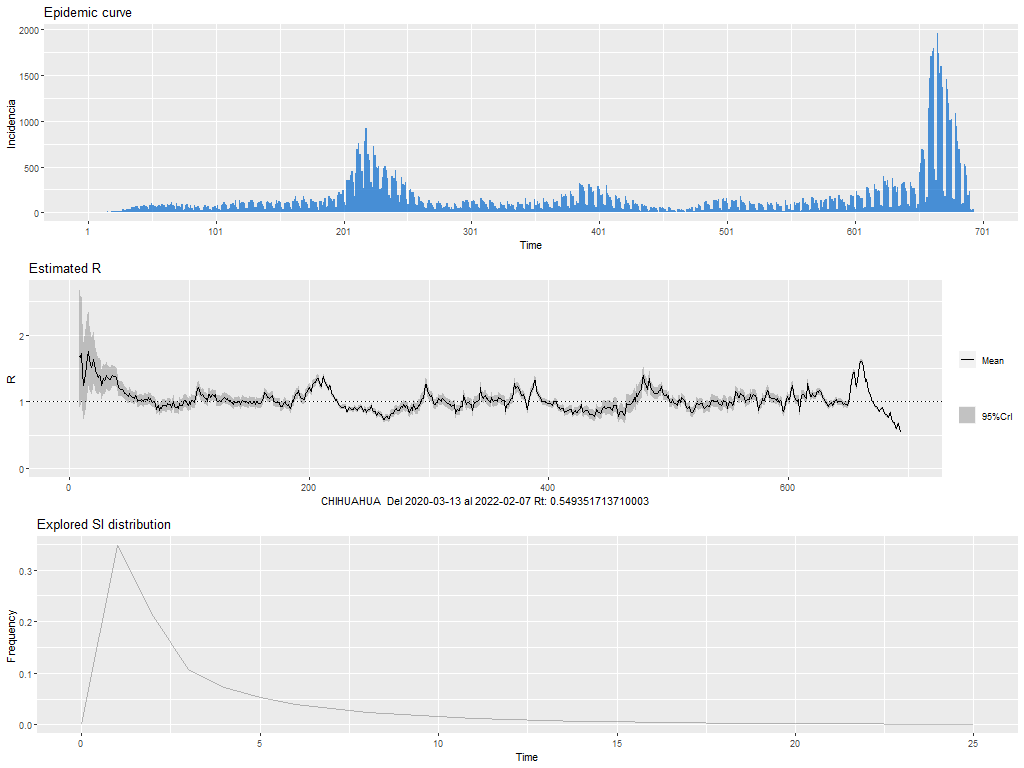 Epidemic curve
2000
1500
1000
500
0
Incidencia
1 101 201 301 401 501 601 701
Time
Estimated R
2
1
0
R
Mean
95%CrI
0 200 400 600
CHIHUAHUA Del 2020-03-13 al 2022-02-07 Rt: 0.549351713710003
Explored SI distribution
0.3
0.2
0.1
0.0
Frequency
0 5 10 15 20 25
Time